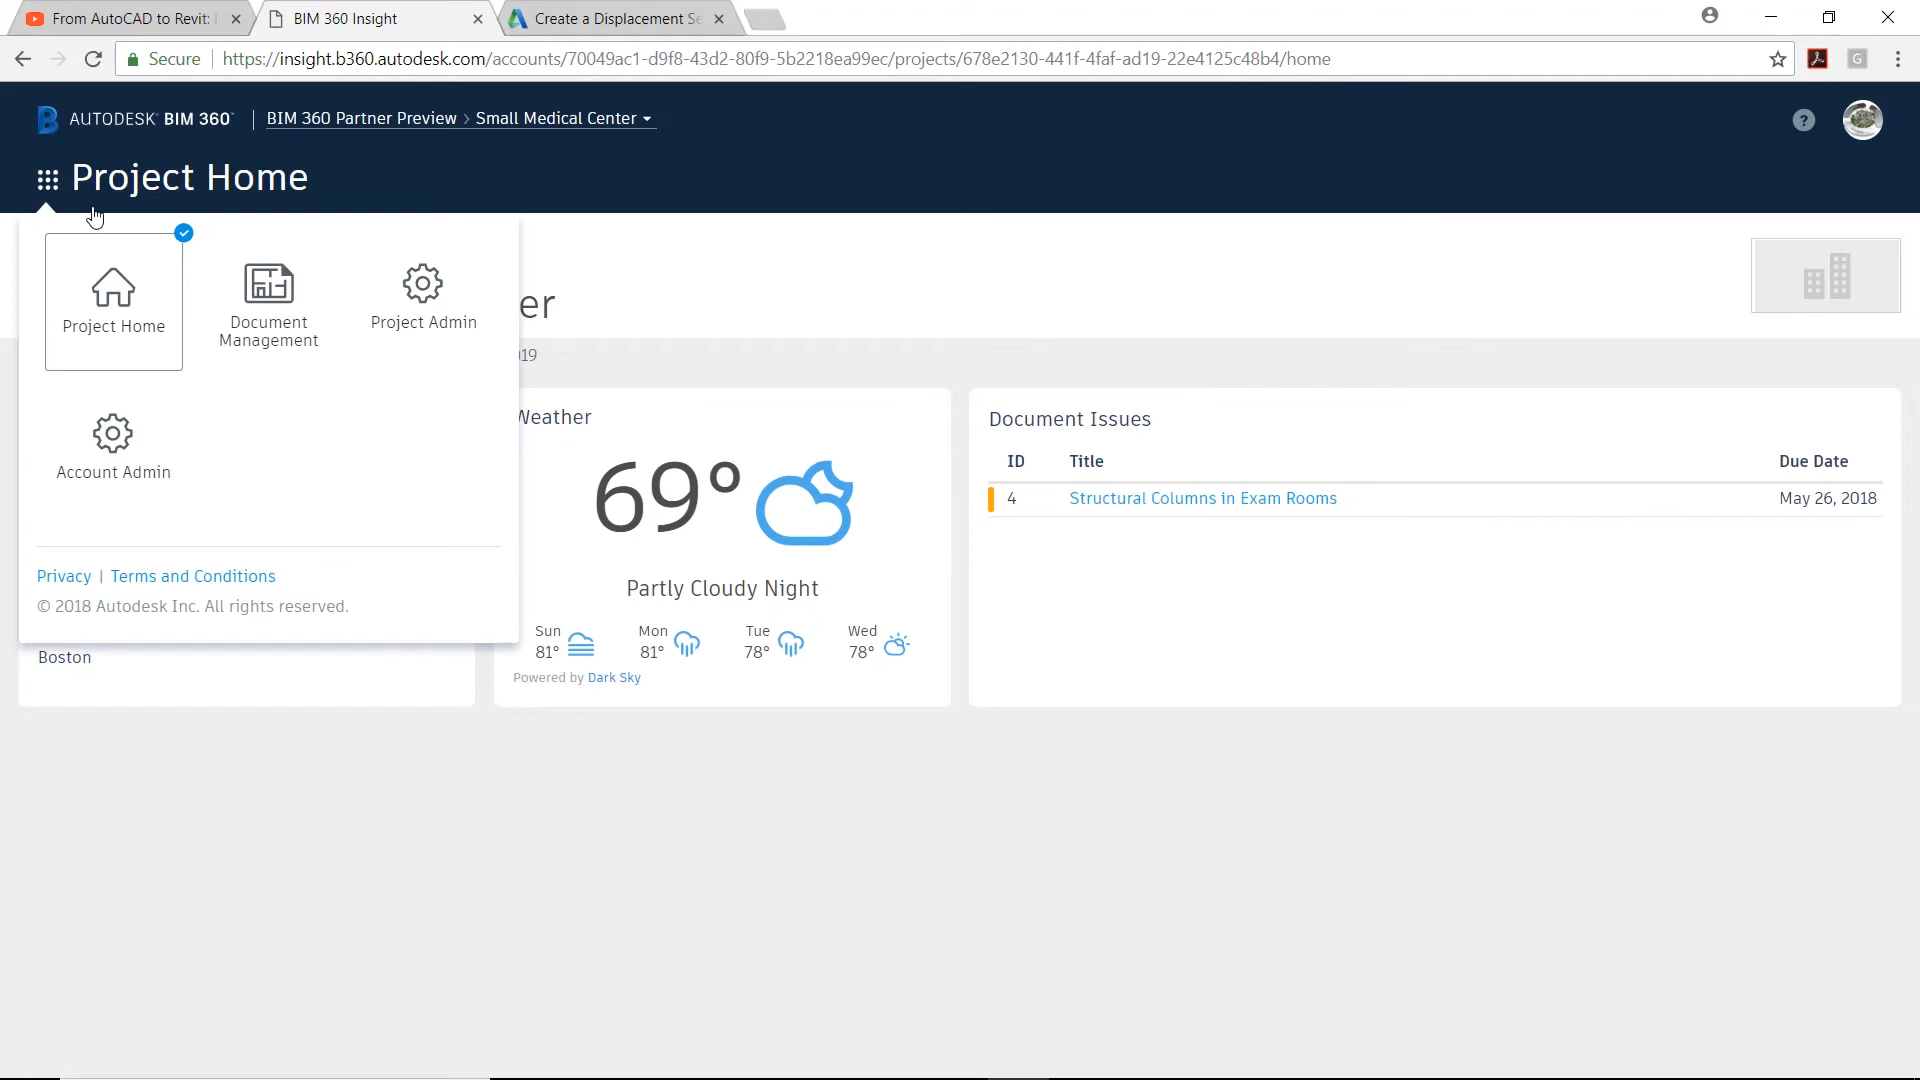 From AutoCAD to Revit:
BIM 360 Insight
Create a Displacement Se
Secure
https://insight.b360.autodesk.com/accounts/70049ac1-d9f8-43d2-80f9-5b2218ea99ec/projects/678e2130-441f-4faf-ad19-22e4125c48b4/home
G
AUTODESK® BIM 360™
BIM 360 Partner Preview > Small Medical Center
?
Project Home
Project Home
Document
Management
Project Admin
Account Admin
Privacy | Terms and Conditions
© 2018 Autodesk Inc. All rights reserved.
er
19
Boston
Weather
69°
Partly Cloudy Night
Sun Mon Tue Wed
81° 81° 78° 78°
Powered by Dark Sky
Document Issues
ID Title Due Date
4 Structural Columns in Exam Rooms May 26, 2018